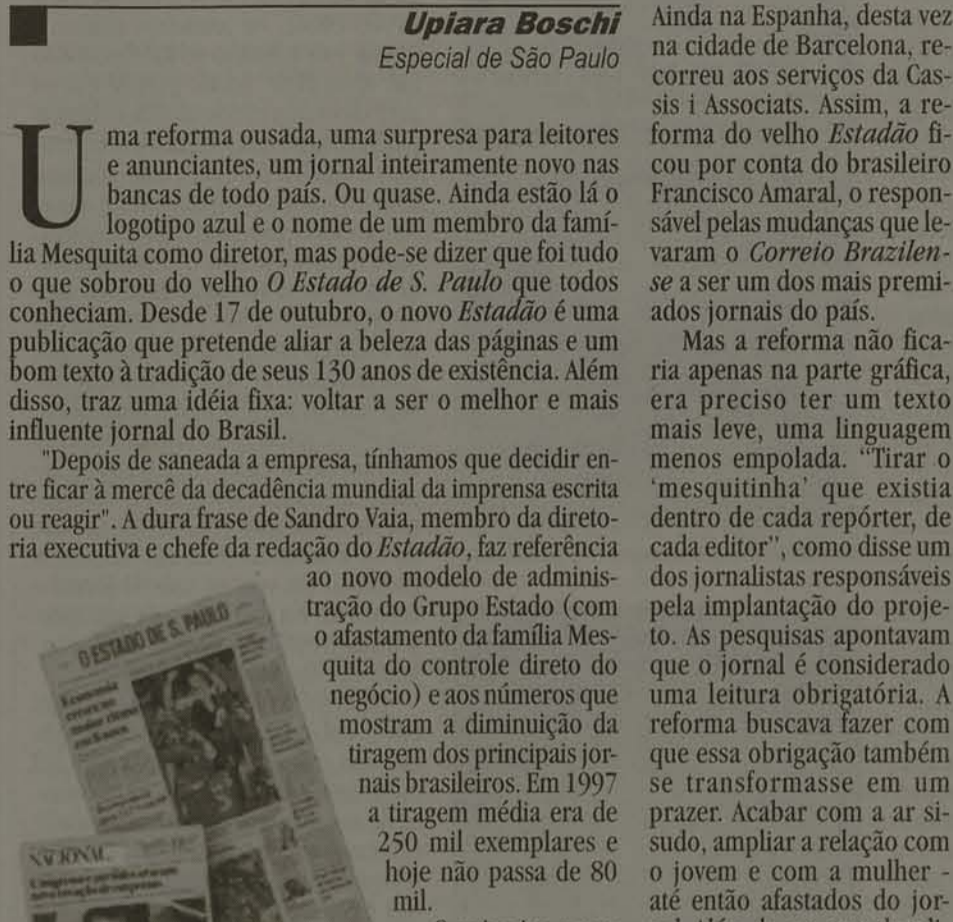 Upiara Boschi
Especial de São Paulo
Uma reforma ousada, uma surpresa para leitores
e anunciantes, um jornal inteiramente novo nas
bancas de todo país. Ou quase. Ainda estão lá o
logotipo azul e o nome de um membro da famí-
lia Mesquita como diretor, mas pode-se dizer que foi tudo
o que sobrou do velho O Estado de S. Paulo que todos
conheciam. Desde 17 de outubro, o novo Estadão é uma
publicação que pretende aliar a beleza das páginas e um
bom texto à tradição de seus 130 anos de existência. Além
disso, traz uma idéia fixa: voltar a ser o melhor e mais
influente jornal do Brasil.
"Depois de saneada a empresa, tínhamos que decidir en-
tre ficar à mercê da decadência mundial da imprensa escrita
ou reagir". A dura frase de Sandro Vaia, membro da direto-
ria executiva e chefe da redação do Estadão, faz referência
ao novo modelo de adminis-
tração do Grupo Estado (com
o afastamento da família Mes-
quita do controle direto do
negócio) e aos números que
mostram a diminuição da
tiragem dos principais jor-
nais brasileiros. Em 1997
a tiragem média era de
250 mil exemplares e
hoje não passa de 80
mil.
O ESTADO DE S. PAULO
Economia
NACIONAL
Ainda na Espanha, desta vez
na cidade de Barcelona, re-
correu aos serviços da Cas-
sis i Associats. Assim, a re-
forma do velho Estadão fi-
cou por conta do brasileiro
Francisco Amaral, o respon-
sável pelas mudanças que le-
varam o Correio Brazilen-
se a ser um dos mais premi-
ados jornais do país.
Mas a reforma não fica-
ria apenas na parte gráfica,
era preciso ter um texto
mais leve, uma linguagem
menos empolada. “Tirar o
‘mesquitinha’ que existia
dentro de cada repórter, de
cada editor”, como disse um
dos jornalistas responsáveis
pela implantação do proje-
to. As pesquisas apontavam
que o jornal é considerado
uma leitura obrigatória. A
reforma buscava fazer com
que essa obrigação também
se transformasse em um
prazer. Acabar com a ar si-
sudo, ampliar a relação com
o jovem e com a mulher -
até então afastados do jor-